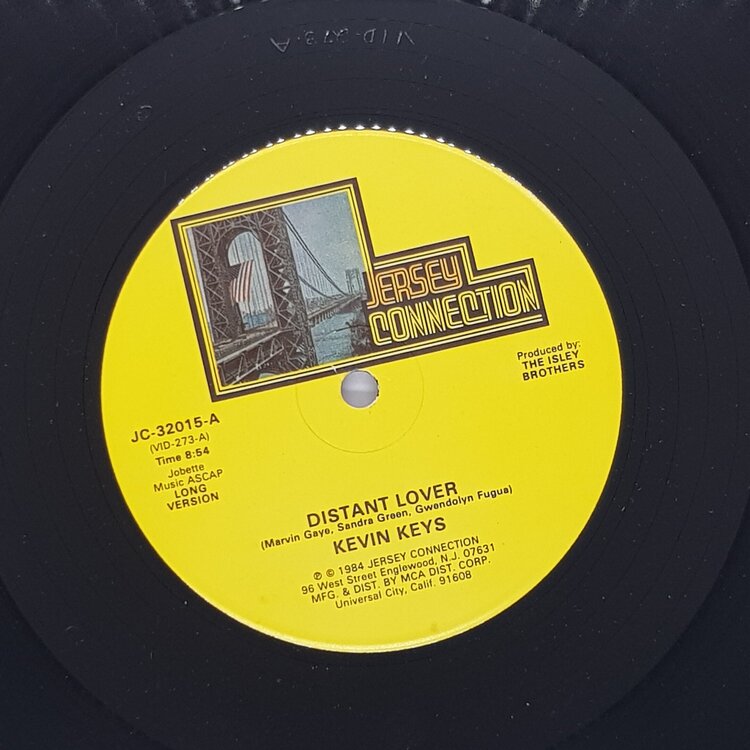 VID-273-A
JERSEY
CONNECTION
Produced by:
THE ISLEY
BROTHERS
JC-32015-A
(VID-273-A)
Time 8:54
Jobette
Music ASCAP
LONG
VERSION
DISTANT LOVER
(Marvin Gaye, Sandra Green, Gwendolyn Fugua)
KEVIN KEYS
℗ © 1984 JERSEY CONNECTION
96 West Street Englewood, N.J. 07631
MFG. & DIST. BY MCA DIST. CORP.
Universal City, Calif. 91608